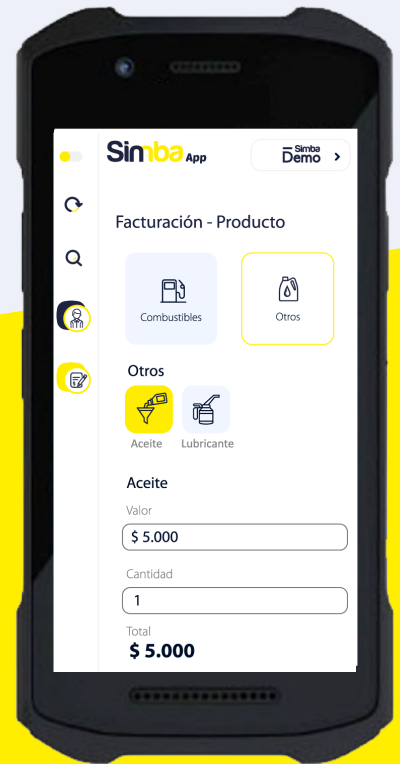 Simba App
Simba
Demo
Facturación - Producto
Combustibles
Otros
Otros
Aceite
Lubricante
Aceite
Valor
$ 5.000
Cantidad
1
Total
$ 5.000